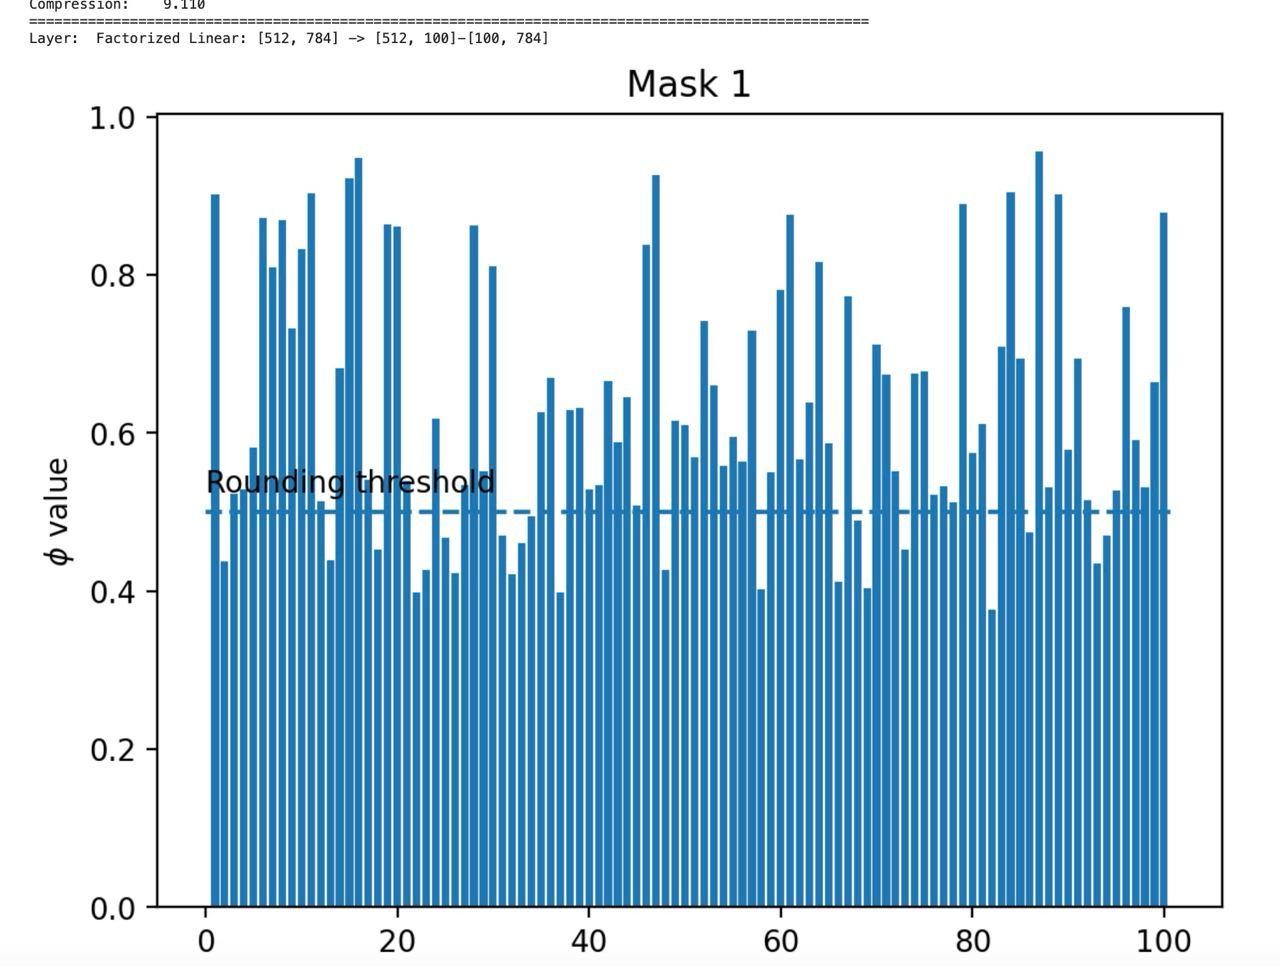 Compression:    9.110
====================================================================================================
Layer:  Factorized Linear: [512, 784] -> [512, 100]-[100, 784]
Mask 1
1.0
0.8
0.6
0.4
0.2
0.0
ϕ value
Rounding threshold
0 20 40 60 80 100